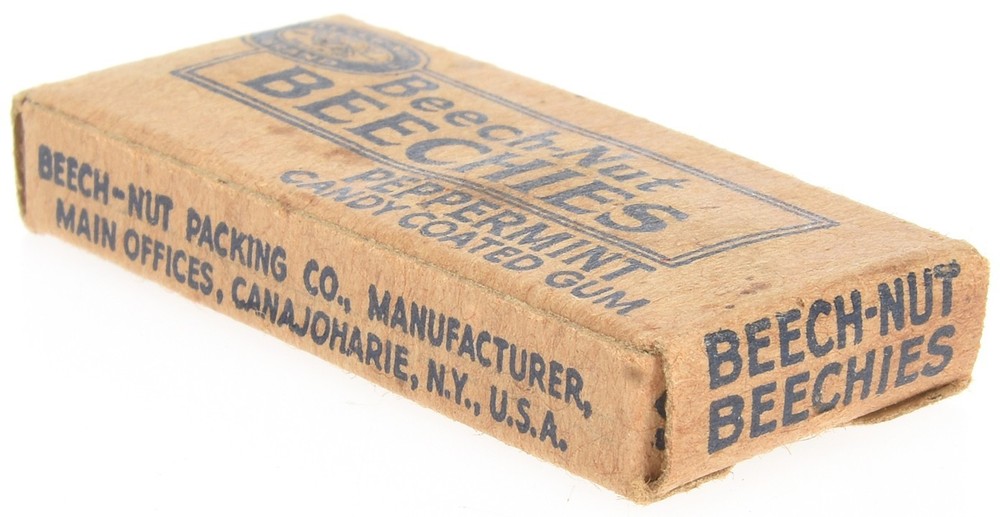 Beech-Nut
BEECHIES
PEPPERMINT
CANDY COATED GUM
BEECH-NUT PACKING CO., MANUFACTURER,
MAIN OFFICES, CANAJOHARIE, N.Y., U.S.A.
BEECH-NUT
BEECHIES